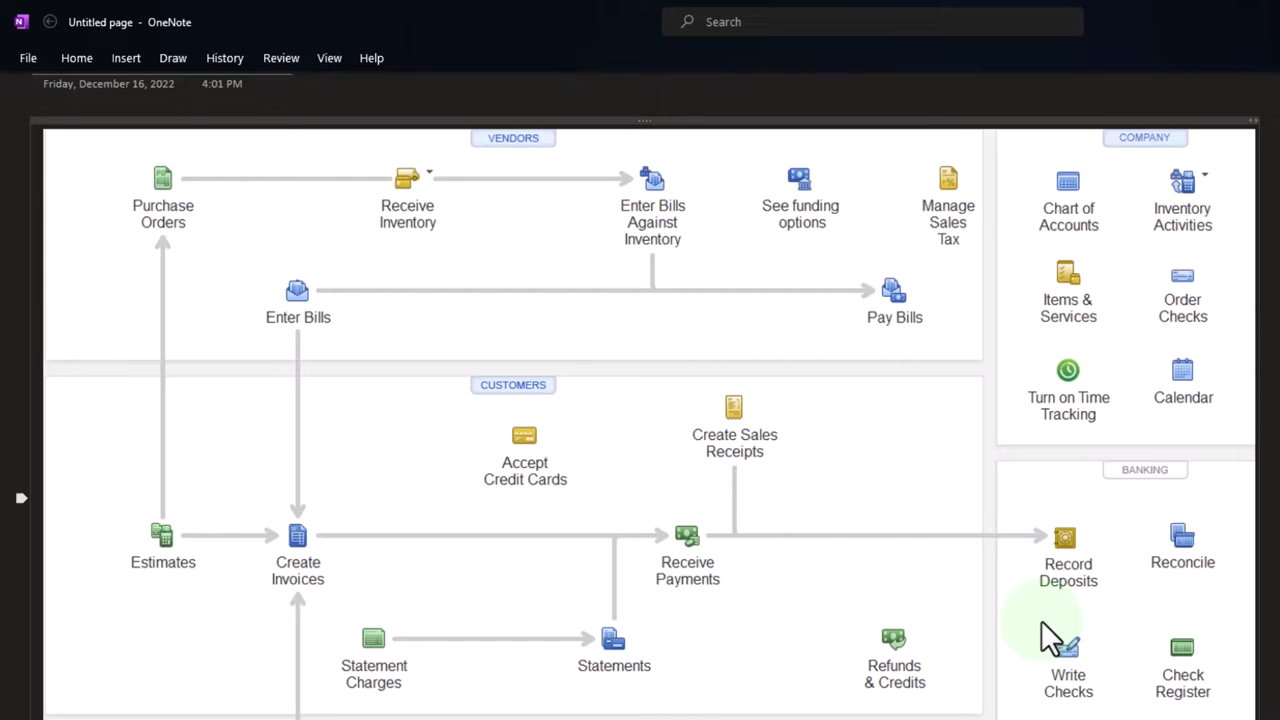 Untitled page - OneNote
Search
File Home Insert Draw History Review View Help
Friday, December 16, 2022 4:01 PM
VENDORS
Purchase
Orders
Receive
Inventory
Enter Bills
Against
Inventory
See funding
options
Manage
Sales
Tax
Enter Bills
Pay Bills
CUSTOMERS
Accept
Credit Cards
Create Sales
Receipts
Estimates
Create
Invoices
Receive
Payments
Statement
Charges
Statements
Refunds
& Credits
COMPANY
Chart of
Accounts
Inventory
Activities
Items &
Services
Order
Checks
Turn on Time
Tracking
Calendar
BANKING
Record
Deposits
Reconcile
Write
Checks
Check
Register